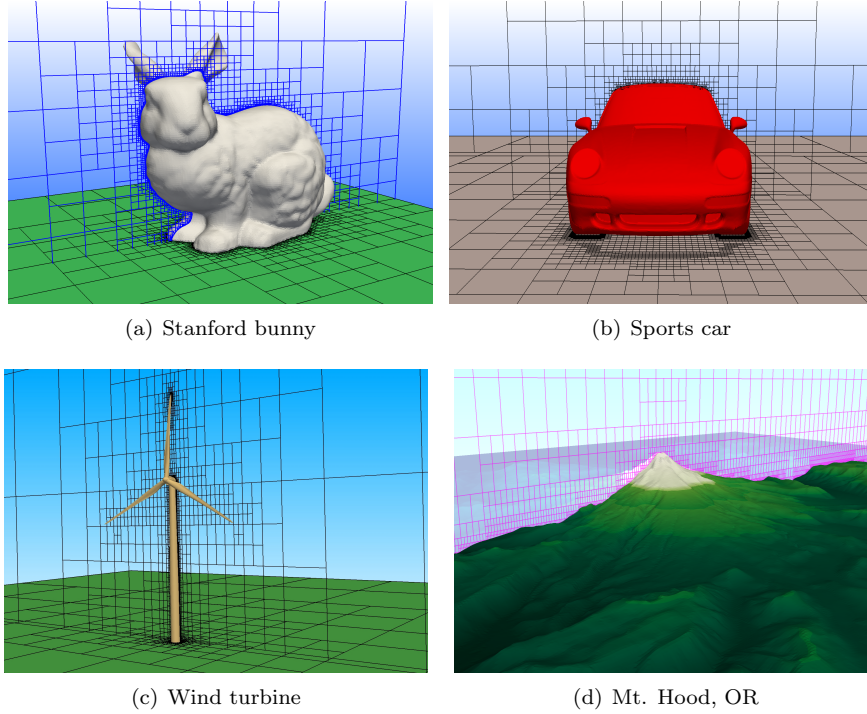 (a) Stanford bunny
(b) Sports car
(c) Wind turbine
(d) Mt. Hood, OR